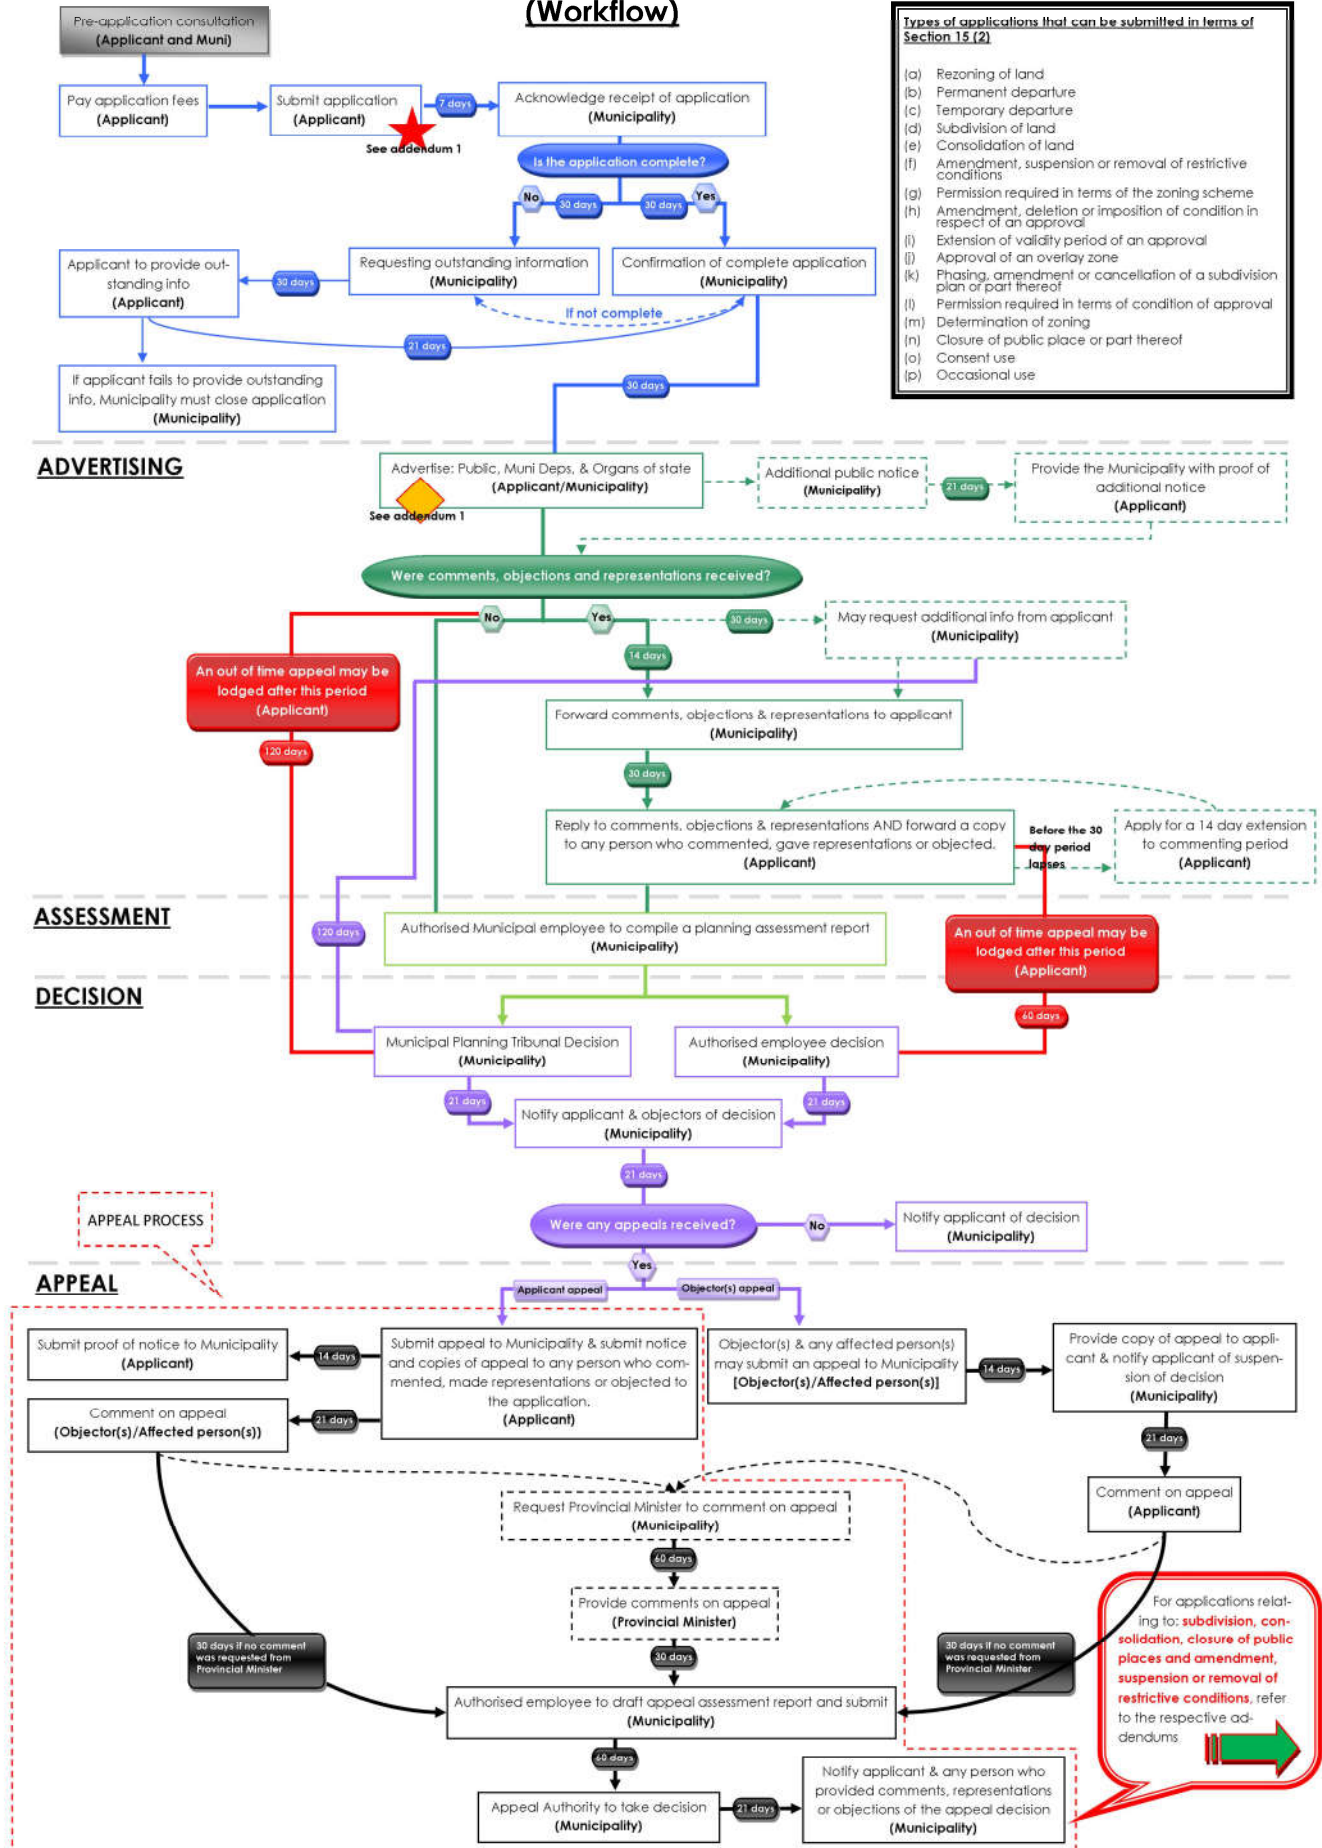 (Workflow)
Pre-application consultation
(Applicant and Muni)
Pay application fees
(Applicant)
Submit application
(Applicant)
See addendum 1
7 days
Acknowledge receipt of application
(Municipality)
Is the application complete?
No
30 days
30 days
Yes
Requesting outstanding information
(Municipality)
Confirmation of complete application
(Municipality)
30 days
Applicant to provide out-
standing info
(Applicant)
If not complete
21 days
If applicant fails to provide outstanding
info, Municipality must close application
(Municipality)
30 days
Types of applications that can be submitted in terms of
Section 15 (2)
(a) Rezoning of land
(b) Permanent departure
(c) Temporary departure
(d) Subdivision of land
(e) Consolidation of land
(f) Amendment, suspension or removal of restrictive
conditions
(g) Permission required in terms of the zoning scheme
(h) Amendment, deletion or imposition of condition in
respect of an approval
(i) Extension of validity period of an approval
(j) Approval of an overlay zone
(k) Phasing, amendment or cancellation of a subdivision
plan or part thereof
(l) Permission required in terms of condition of approval
(m) Determination of zoning
(n) Closure of public place or part thereof
(o) Consent use
(p) Occasional use
ADVERTISING
Advertise: Public, Muni Deps, & Organs of state
(Applicant/Municipality)
See addendum 1
Additional public notice
(Municipality)
21 days
Provide the Municipality with proof of
additional notice
(Applicant)
Were comments, objections and representations received?
No
Yes
30 days
May request additional info from applicant
(Municipality)
14 days
An out of time appeal may be
lodged after this period
(Applicant)
120 days
Forward comments, objections & representations to applicant
(Municipality)
30 days
Reply to comments, objections & representations AND forward a copy
to any person who commented, gave representations or objected.
(Applicant)
Before the 30
day period
lapses
Apply for a 14 day extension
to commenting period
(Applicant)
ASSESSMENT
120 days
Authorised Municipal employee to compile a planning assessment report
(Municipality)
An out of time appeal may be
lodged after this period
(Applicant)
60 days
DECISION
Municipal Planning Tribunal Decision
(Municipality)
Authorised employee decision
(Municipality)
21 days
21 days
Notify applicant & objectors of decision
(Municipality)
21 days
Were any appeals received?
No
Notify applicant of decision
(Municipality)
Yes
APPEAL PROCESS
APPEAL
Applicant appeal
Objector(s) appeal
Submit proof of notice to Municipality
(Applicant)
14 days
Submit appeal to Municipality & submit notice
and copies of appeal to any person who com-
mented, made representations or objected to
the application.
(Applicant)
Objector(s) & any affected person(s)
may submit an appeal to Municipality
[Objector(s)/Affected person(s)]
14 days
Provide copy of appeal to appli-
cant & notify applicant of suspen-
sion of decision
(Municipality)
Comment on appeal
(Objector(s)/Affected person(s))
21 days
21 days
Comment on appeal
(Applicant)
Request Provincial Minister to comment on appeal
(Municipality)
60 days
Provide comments on appeal
(Provincial Minister)
30 days
30 days if no comment
was requested from
Provincial Minister
30 days if no comment
was requested from
Provincial Minister
For applications relat-
ing to: subdivision, con-
solidation, closure of public
places and amendment,
suspension or removal of
restrictive conditions, refer
to the respective ad-
dendums
Authorised employee to draft appeal assessment report and submit
(Municipality)
60 days
Appeal Authority to take decision
(Municipality)
21 days
Notify applicant & any person who
provided comments, representations
or objections of the appeal decision
(Municipality)